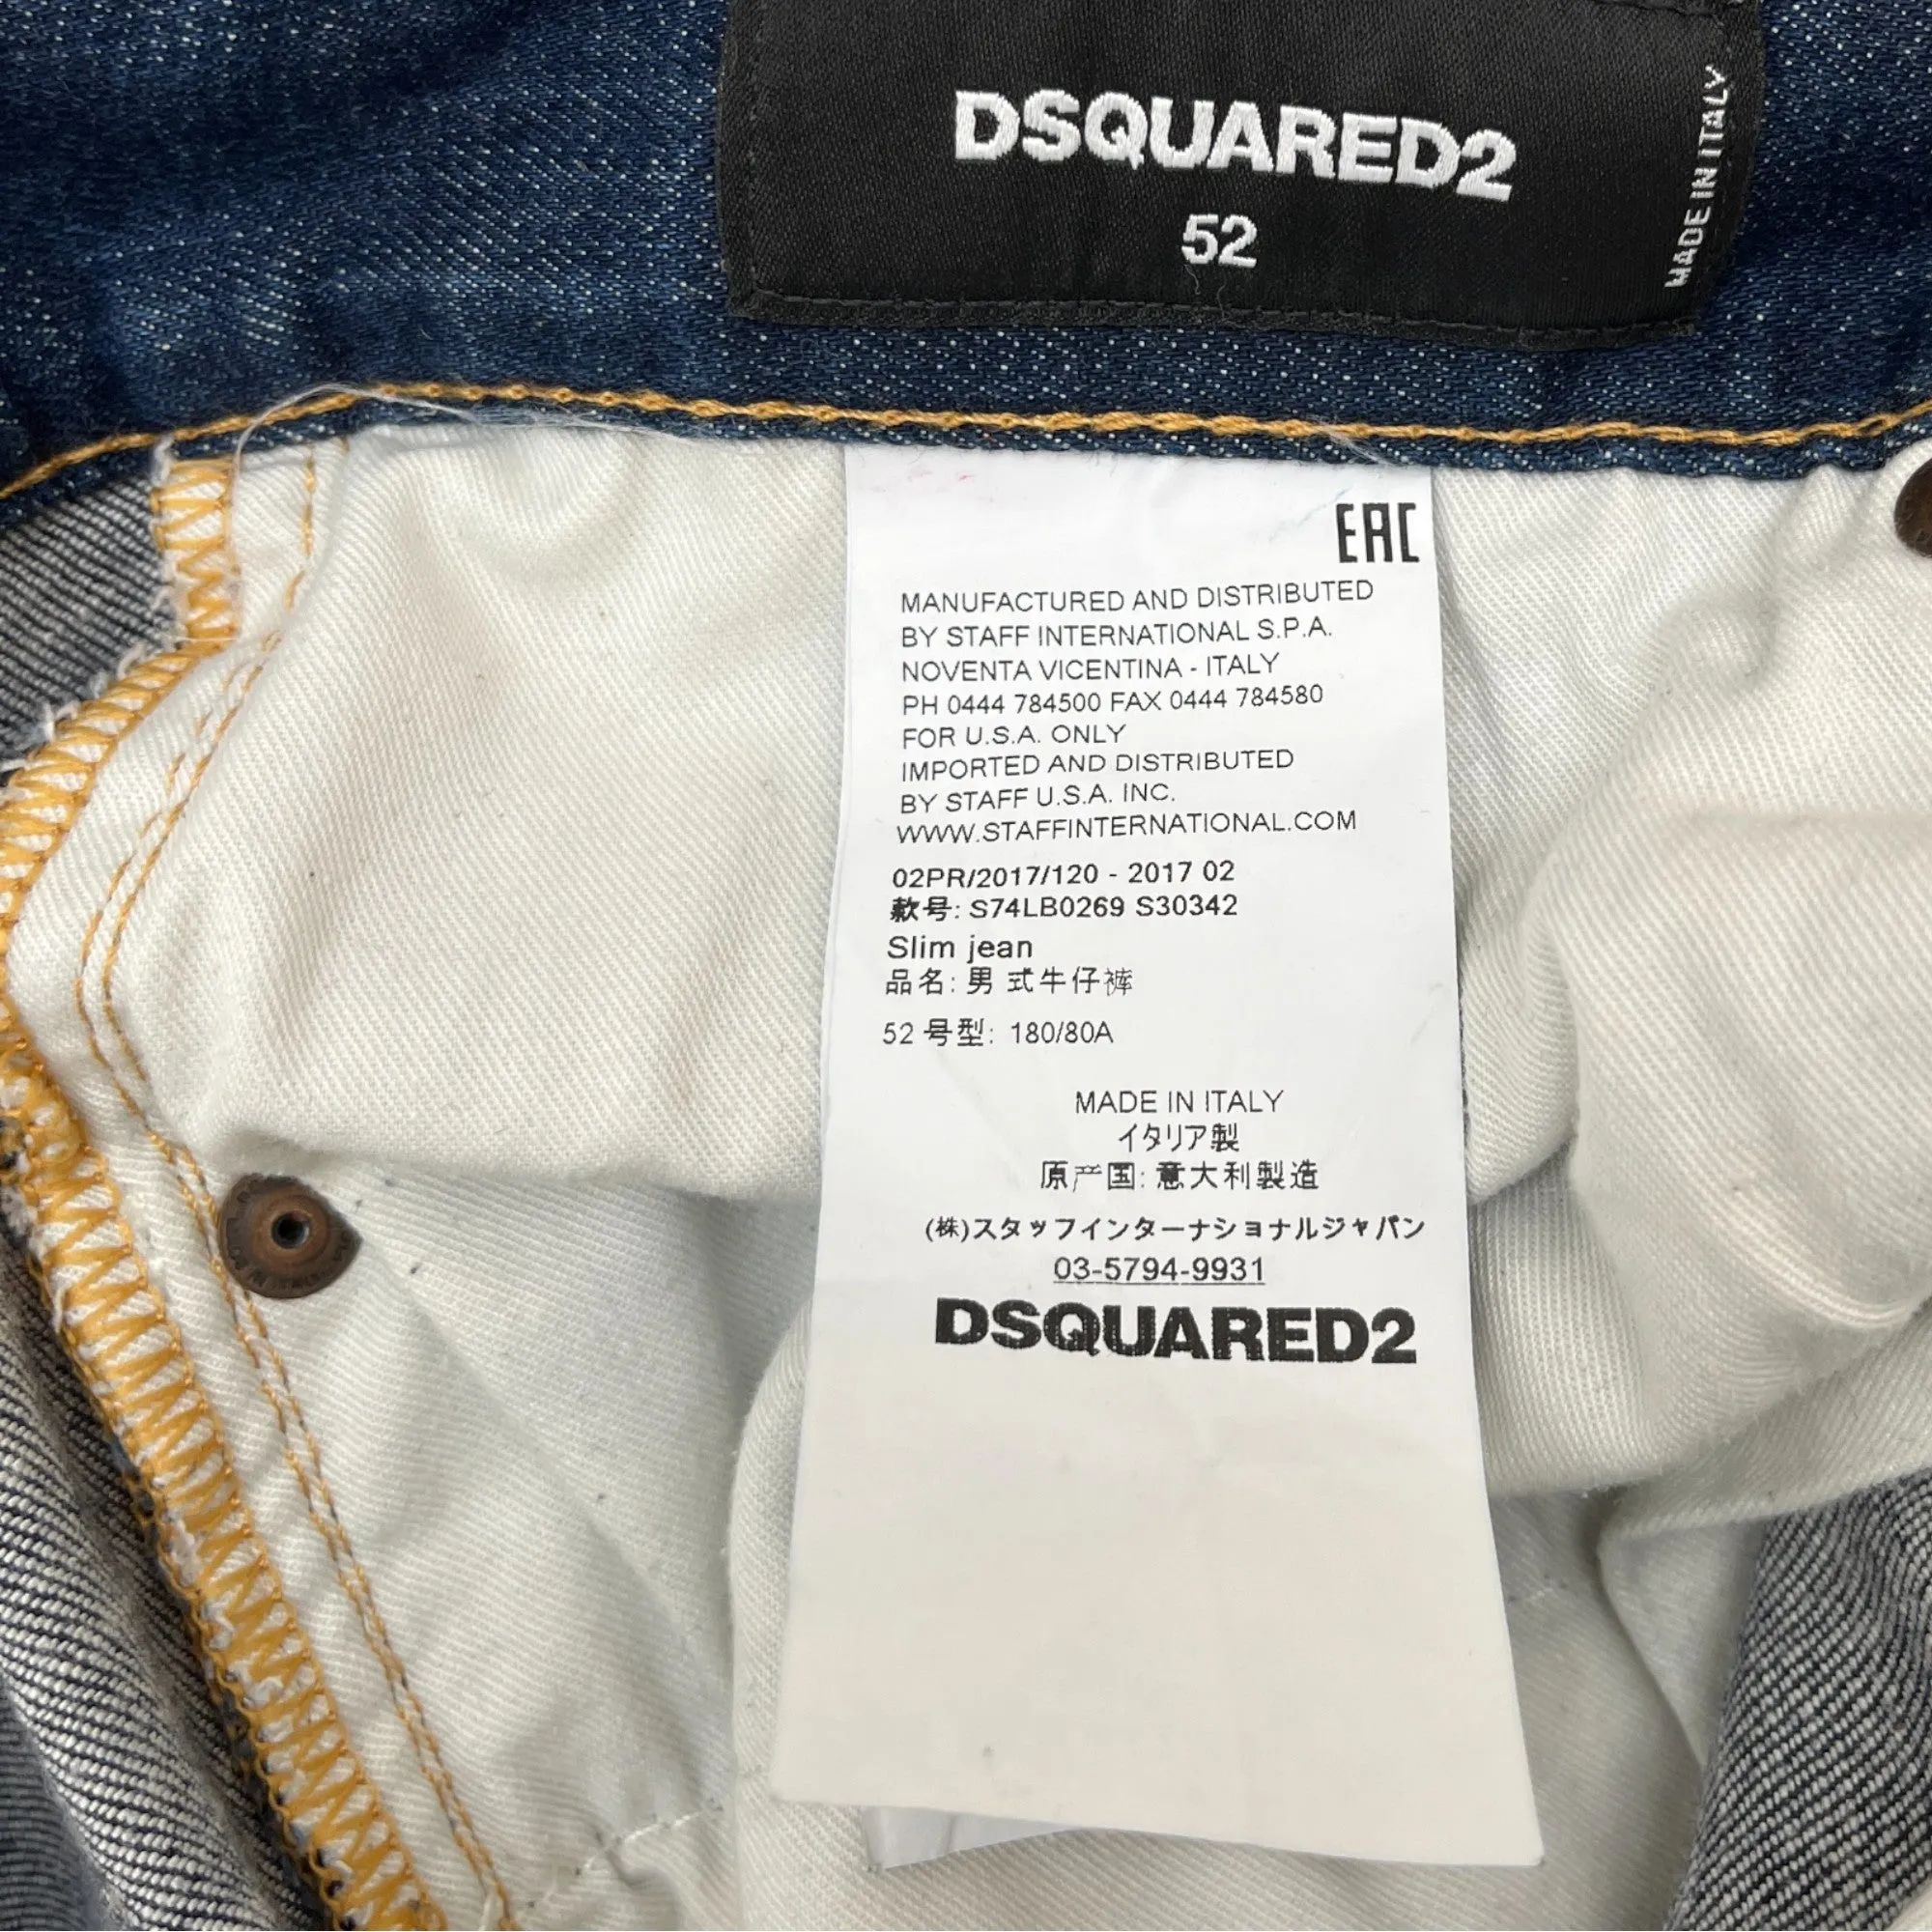 DSQUARED2
52
MADE IN ITALY
EAC
MANUFACTURED AND DISTRIBUTED
BY STAFF INTERNATIONAL S.P.A.
NOVENTA VICENTINA - ITALY
PH 0444 784500 FAX 0444 784580
FOR U.S.A. ONLY
IMPORTED AND DISTRIBUTED
BY STAFF U.S.A. INC.
WWW.STAFFINTERNATIONAL.COM
02PR/2017/120 - 2017 02
款号: S74LB0269 S30342
Slim jean
品名: 男 式牛仔裤
52 号型: 180/80A
MADE IN ITALY
イタリア製
原产国: 意大利製造
(株)スタッフインターナショナルジャパン
03-5794-9931
DSQUARED2